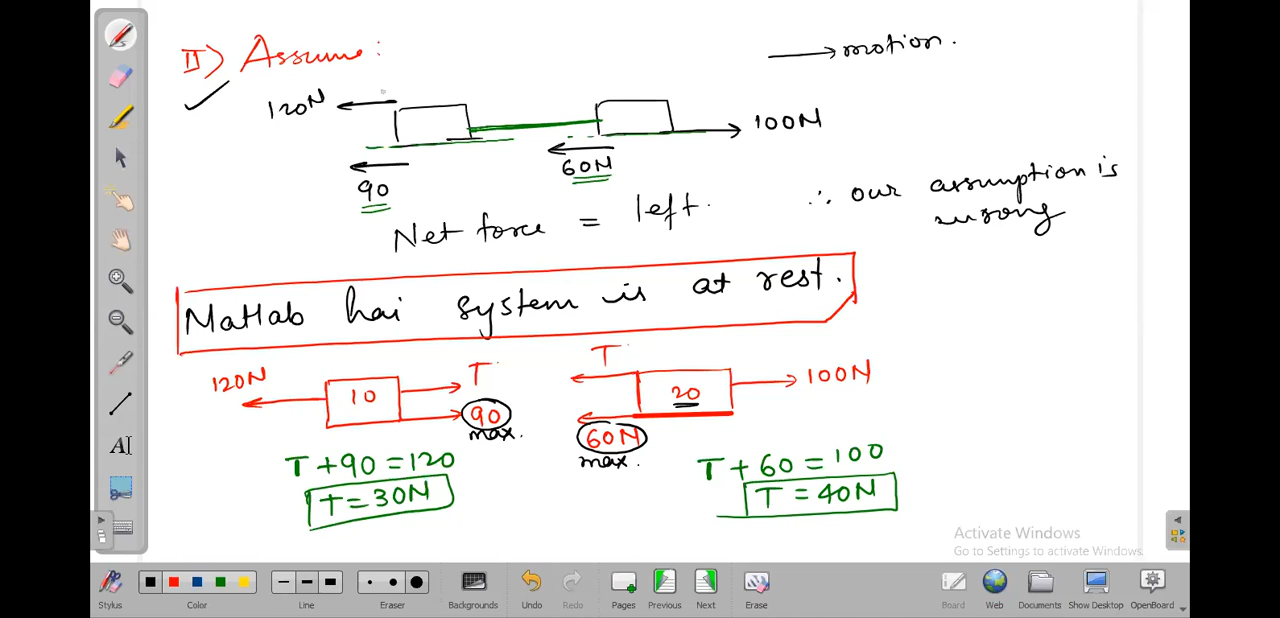 II) Assume:
→ motion.
120N
100N
90
60N
Net force = left.
∴ our assumption is
wrong
Matlab hai system is at rest.
120N
10
T
90
max.
T
20
100N
60N
max.
T + 90 = 120
T = 30N
T + 60 = 100
T = 40N
Activate Windows
Go to Settings to activate Windows.
Stylus
Color
Line
Eraser
Backgrounds
Undo
Redo
Pages
Previous
Next
Erase
Board
Web
Documents
Show Desktop
OpenBoard